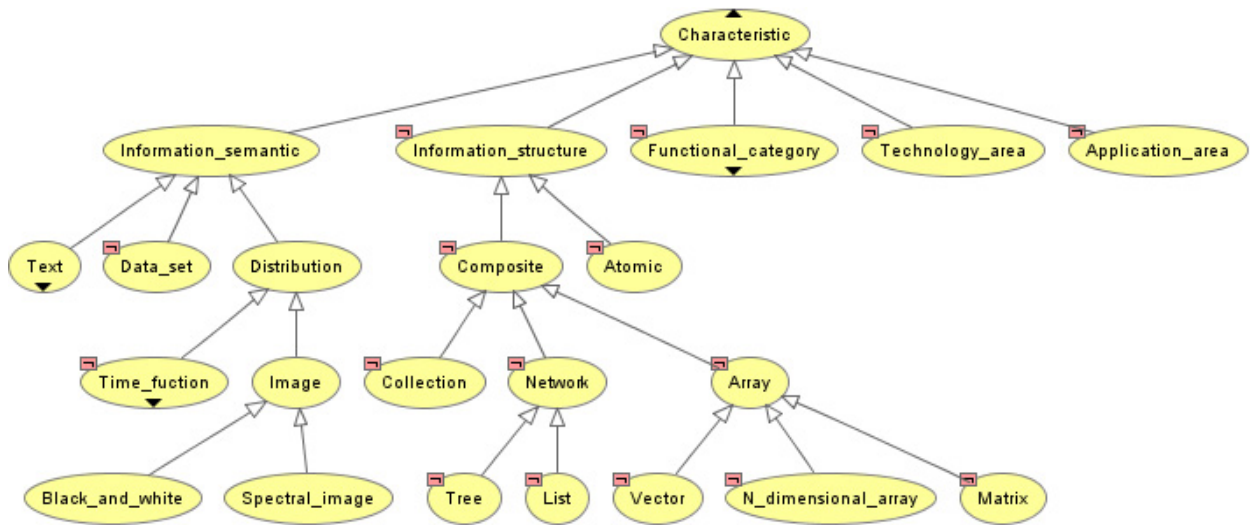 Characteristic
Information_semantic
Information_structure
Functional_category
Technology_area
Application_area
Text
Data_set
Distribution
Composite
Atomic
Time_fuction
Image
Collection
Network
Array
Black_and_white
Spectral_image
Tree
List
Vector
N_dimensional_array
Matrix